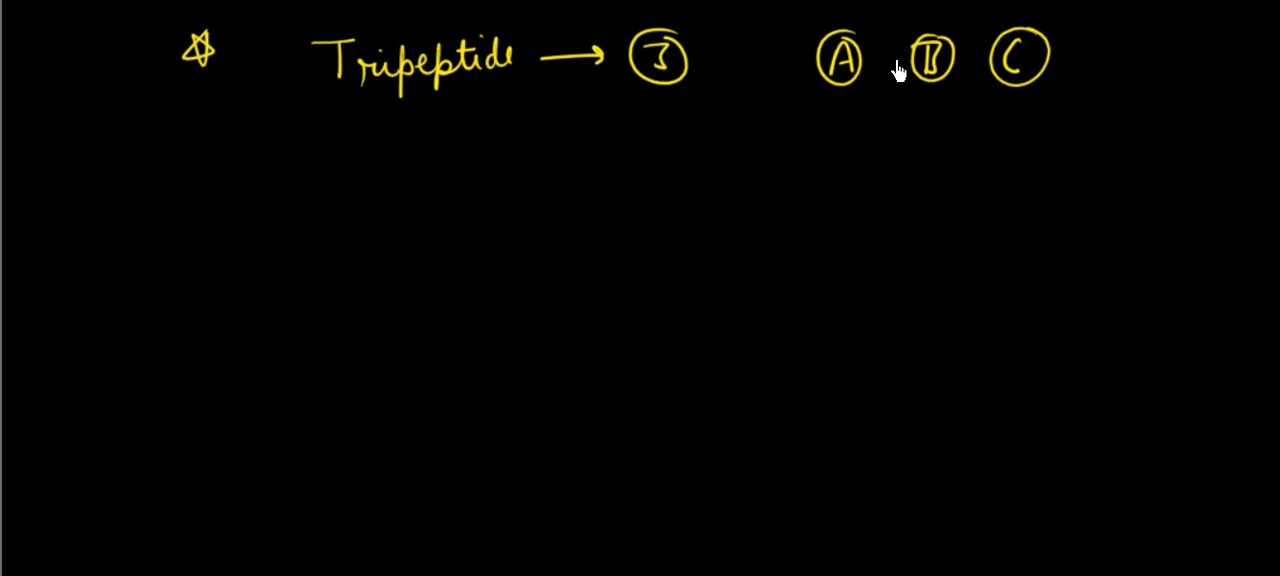 ☆ Tripeptide → 3 A B C